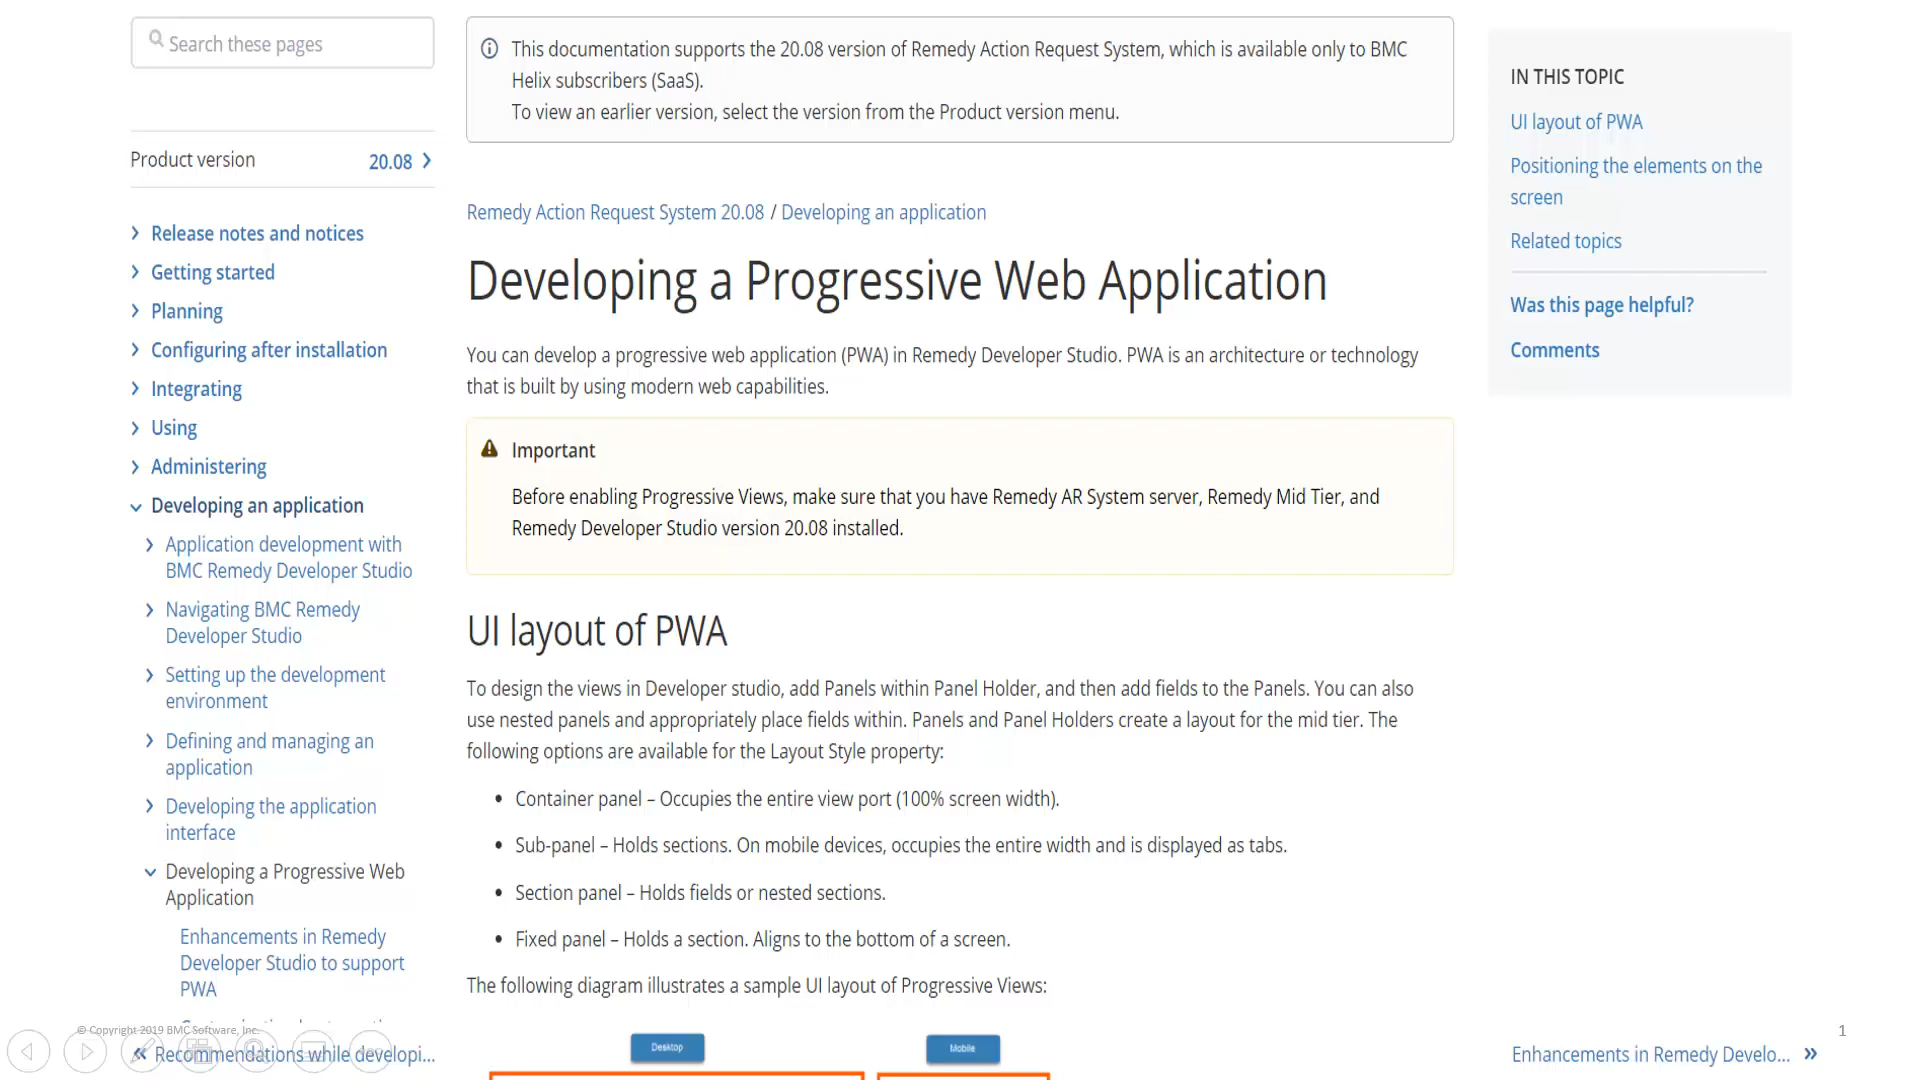 Search these pages
Product version 20.08
Release notes and notices
Getting started
Planning
Configuring after installation
Integrating
Using
Administering
Developing an application
Application development with
BMC Remedy Developer Studio
Navigating BMC Remedy
Developer Studio
Setting up the development
environment
Defining and managing an
application
Developing the application
interface
Developing a Progressive Web
Application
Enhancements in Remedy
Developer Studio to support
PWA
© Copyright 2019 BMC Software, Inc.
« Recommendations while developi...
This documentation supports the 20.08 version of Remedy Action Request System, which is available only to BMC
Helix subscribers (SaaS).
To view an earlier version, select the version from the Product version menu.
Remedy Action Request System 20.08 / Developing an application
Developing a Progressive Web Application
You can develop a progressive web application (PWA) in Remedy Developer Studio. PWA is an architecture or technology
that is built by using modern web capabilities.
Important
Before enabling Progressive Views, make sure that you have Remedy AR System server, Remedy Mid Tier, and
Remedy Developer Studio version 20.08 installed.
UI layout of PWA
To design the views in Developer studio, add Panels within Panel Holder, and then add fields to the Panels. You can also
use nested panels and appropriately place fields within. Panels and Panel Holders create a layout for the mid tier. The
following options are available for the Layout Style property:
• Container panel – Occupies the entire view port (100% screen width).
• Sub-panel – Holds sections. On mobile devices, occupies the entire width and is displayed as tabs.
• Section panel – Holds fields or nested sections.
• Fixed panel – Holds a section. Aligns to the bottom of a screen.
The following diagram illustrates a sample UI layout of Progressive Views:
Desktop
Mobile
IN THIS TOPIC
UI layout of PWA
Positioning the elements on the
screen
Related topics
Was this page helpful?
Comments
1
Enhancements in Remedy Develo... »